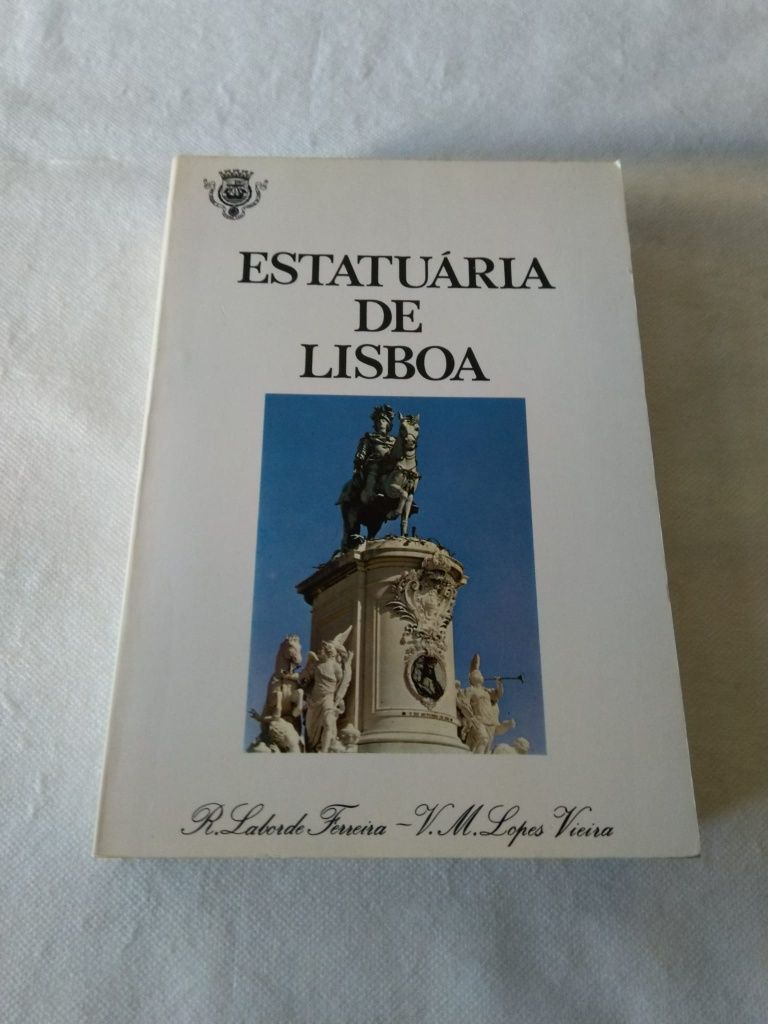 ESTATUÁRIA
DE
LISBOA
R. Laborde Ferreira – V. M. Lopes Vieira